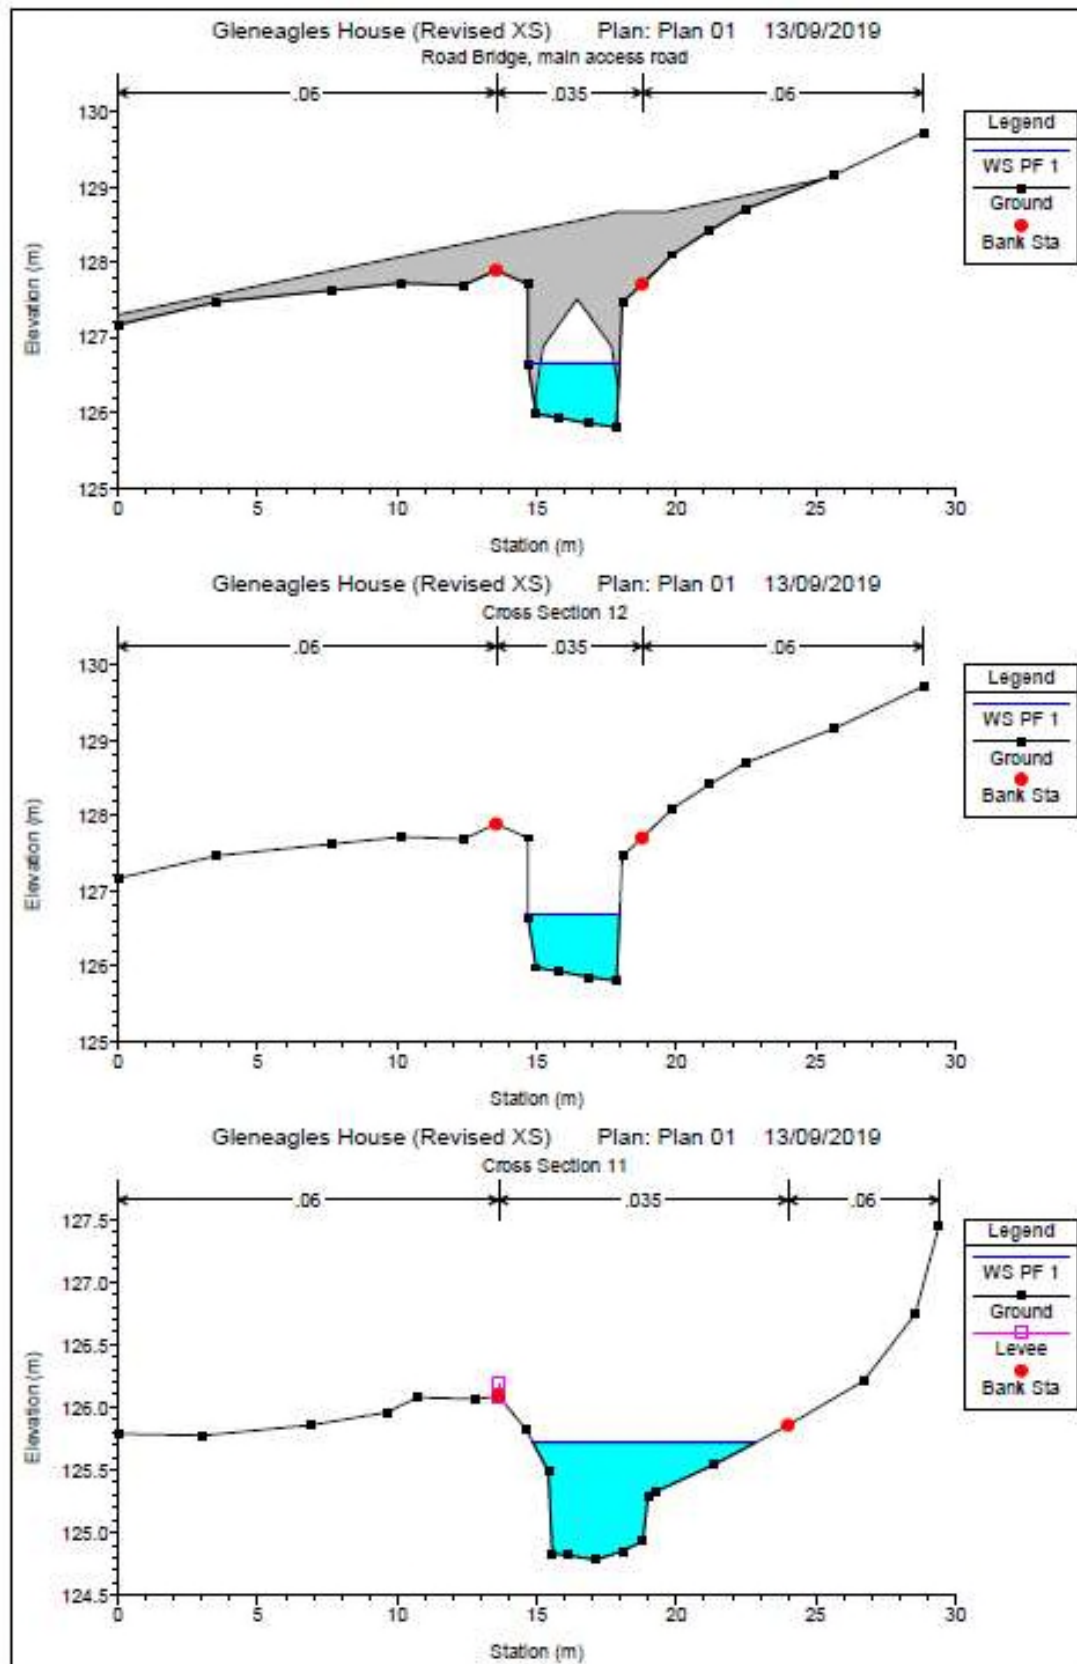 Gleneagles House (Revised XS) Plan: Plan 01 13/09/2019
Road Bridge, main access road
.06 .035 .06
130
129
128
127
126
125
Elevation (m)
0 5 10 15 20 25 30
Station (m)
Legend
WS PF 1
Ground
Bank Sta
Gleneagles House (Revised XS) Plan: Plan 01 13/09/2019
Cross Section 12
.06 .035 .06
130
129
128
127
126
125
Elevation (m)
0 5 10 15 20 25 30
Station (m)
Legend
WS PF 1
Ground
Bank Sta
Gleneagles House (Revised XS) Plan: Plan 01 13/09/2019
Cross Section 11
.06 .035 .06
127.5
127.0
126.5
126.0
125.5
125.0
124.5
Elevation (m)
0 5 10 15 20 25 30
Station (m)
Legend
WS PF 1
Ground
Levee
Bank Sta